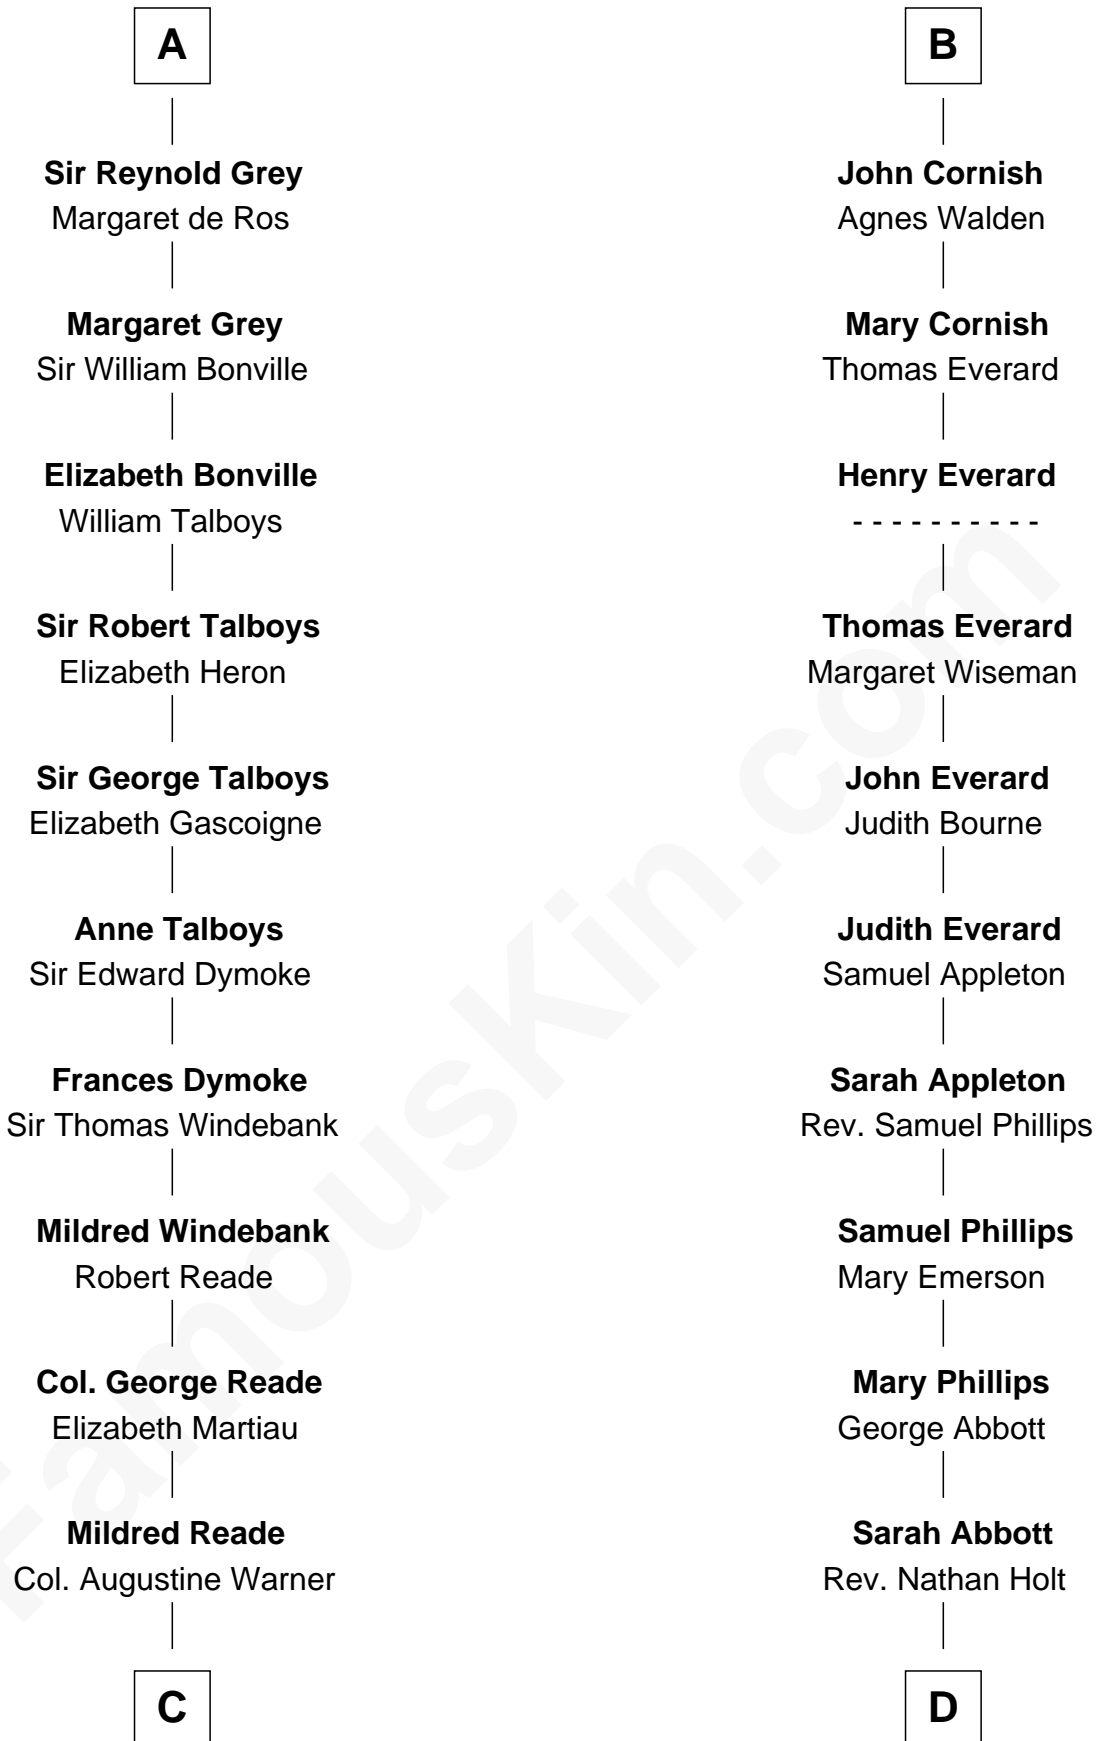 A
Sir Reynold Grey
Margaret de Ros
Margaret Grey
Sir William Bonville
Elizabeth Bonville
William Talboys
Sir Robert Talboys
Elizabeth Heron
Sir George Talboys
Elizabeth Gascoigne
Anne Talboys
Sir Edward Dymoke
Frances Dymoke
Sir Thomas Windebank
Mildred Windebank
Robert Reade
Col. George Reade
Elizabeth Martiau
Mildred Reade
Col. Augustine Warner
C
B
John Cornish
Agnes Walden
Mary Cornish
Thomas Everard
Henry Everard
- - - - - - - - - -
Thomas Everard
Margaret Wiseman
John Everard
Judith Bourne
Judith Everard
Samuel Appleton
Sarah Appleton
Rev. Samuel Phillips
Samuel Phillips
Mary Emerson
Mary Phillips
George Abbott
Sarah Abbott
Rev. Nathan Holt
D
FamousKin.com